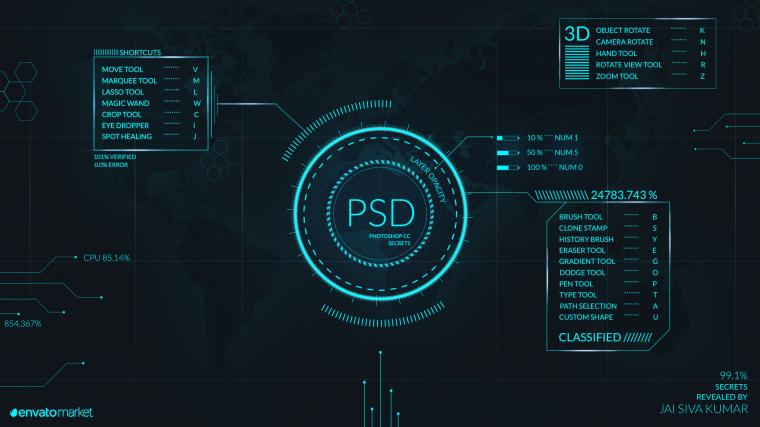 SHORTCUTS
MOVE TOOL ...... V
MARQUEE TOOL ...... M
LASSO TOOL ...... L
MAGIC WAND ...... W
CROP TOOL ...... C
EYE DROPPER ...... I
SPOT HEALING ...... J
101% VERIFIED
0.0% ERROR
3D
OBJECT ROTATE ...... K
CAMERA ROTATE ...... N
HAND TOOL ...... H
ROTATE VIEW TOOL ...... R
ZOOM TOOL ...... Z
LAYER OPACITY
10 % ...... NUM 1
50 % ...... NUM 5
100 % ...... NUM 0
PSD
PHOTOSHOP CC
SECRETS
24783.743 %
BRUSH TOOL ...... B
CLONE STAMP ...... S
HISTORY BRUSH ...... Y
ERASER TOOL ...... E
GRADIENT TOOL ...... G
DODGE TOOL ...... O
PEN TOOL ...... P
TYPE TOOL ...... T
PATH SELECTION ...... A
CUSTOM SHAPE ...... U
CLASSIFIED ////////
CPU 85.14%
854.367%
99.1%
SECRETS
REVEALED BY
JAI SIVA KUMAR
envatomarket